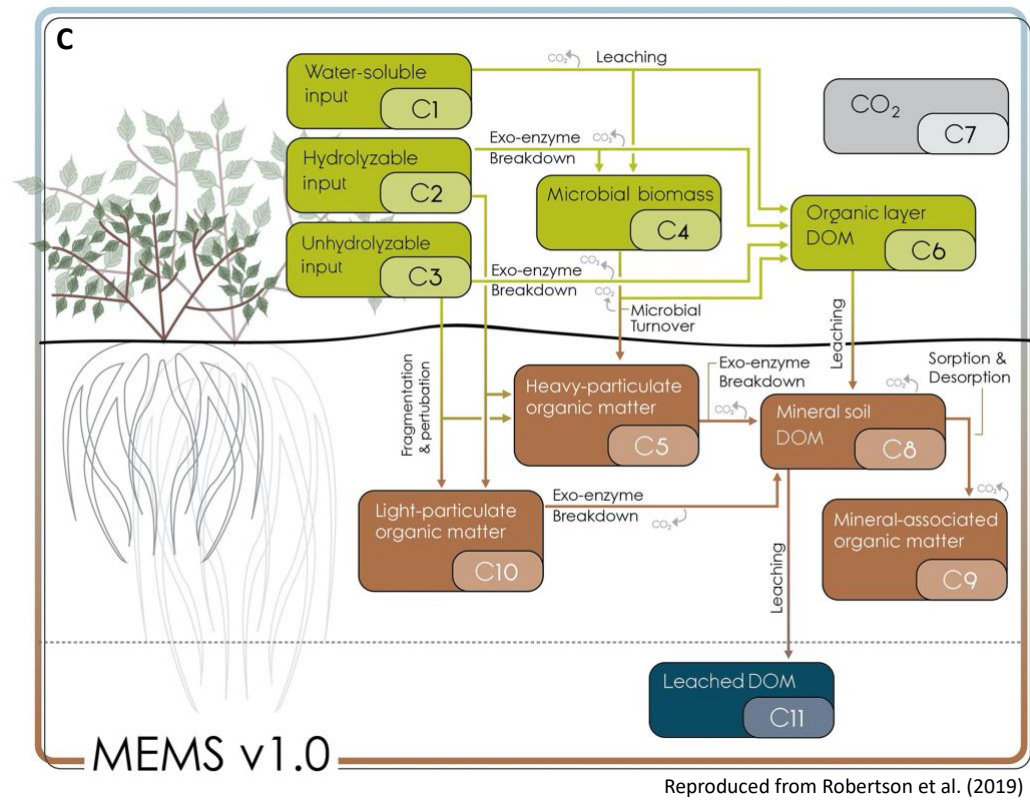 C
Water-soluble
input
C1
CO₂
Leaching
CO₂
C7
Hydrolyzable
input
C2
Exo-enzyme
Breakdown
CO₂
Microbial biomass
C4
Organic layer
DOM
C6
Unhydrolyzable
input
C3
Exo-enzyme
Breakdown
CO₂
CO₂
Microbial
Turnover
Leaching
Fragmentation
& pertubation
Heavy-particulate
organic matter
C5
Exo-enzyme
Breakdown
CO₂
Mineral soil
DOM
C8
CO₂
Sorption &
Desorption
Light-particulate
organic matter
C10
Exo-enzyme
Breakdown
CO₂
Mineral-associated
organic matter
C9
CO₂
Leaching
Leached DOM
C11
MEMS v1.0
Reproduced from Robertson et al. (2019)